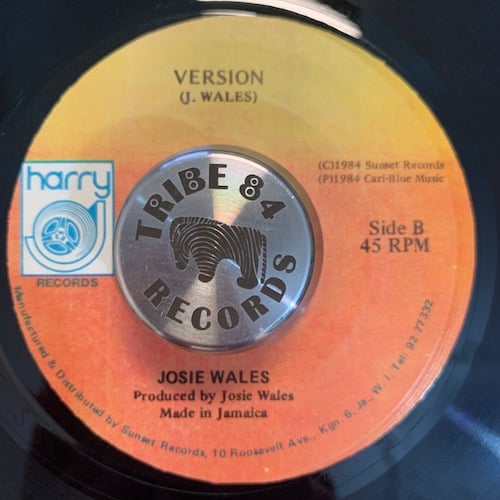 VERSION
(J. WALES)
(C)1984 Sunset Records
(P)1984 Cari-Blue Music
harry
RECORDS
Side B
45 RPM
TRIBE 84
RECORDS
JOSIE WALES
Produced by Josie Wales
Made in Jamaica
Manufactured & Distributed by Sunset Records, 10 Roosevelt Ave., Kgn. 6, Ja., W.I. Tel: 92-77332